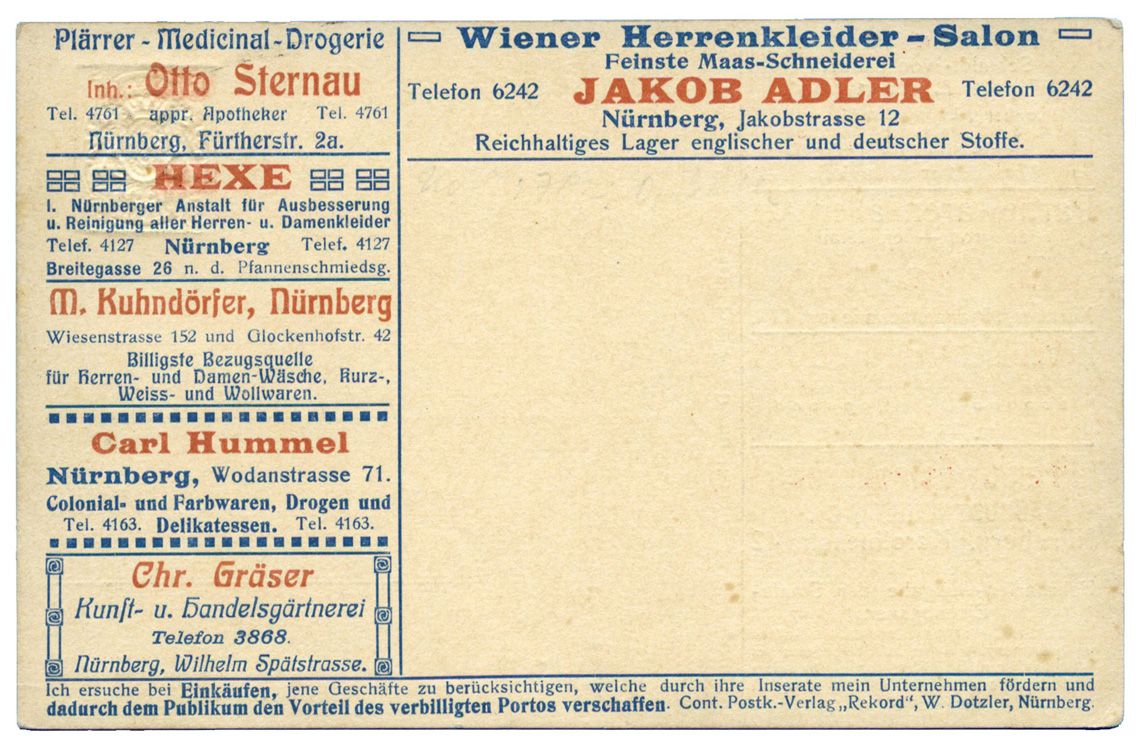 Plärrer-Medicinal-Drogerie
Inh.: Otto Sternau
Tel. 4761 appr. Apotheker Tel. 4761
Nürnberg, Fürtherstr. 2a.
HEXE
I. Nürnberger Anstalt für Ausbesserung
u. Reinigung aller Herren- u. Damenkleider
Telef. 4127 Nürnberg Telef. 4127
Breitegasse 26 n. d. Pfannenschmiedsg.
M. Kuhndörfer, Nürnberg
Wiesenstrasse 152 und Glockenhofstr. 42
Billigste Bezugsquelle
für Herren- und Damen-Wäsche, Kurz-,
Weiss- und Wollwaren.
Carl Hummel
Nürnberg, Wodanstrasse 71.
Colonial- und Farbwaren, Drogen und
Tel. 4163. Delikatessen. Tel. 4163.
Chr. Gräser
Kunst- u. Handelsgärtnerei
Telefon 3868.
Nürnberg, Wilhelm Spätstrasse.
Wiener Herrenkleider-Salon
Feinste Maas-Schneiderei
Telefon 6242 JAKOB ADLER Telefon 6242
Nürnberg, Jakobstrasse 12
Reichhaltiges Lager englischer und deutscher Stoffe.
Ich ersuche bei Einkäufen, jene Geschäfte zu berücksichtigen, welche durch ihre Inserate mein Unternehmen fördern und
dadurch dem Publikum den Vorteil des verbilligten Portos verschaffen. Cont. Postk.-Verlag „Rekord", W. Dotzler, Nürnberg.